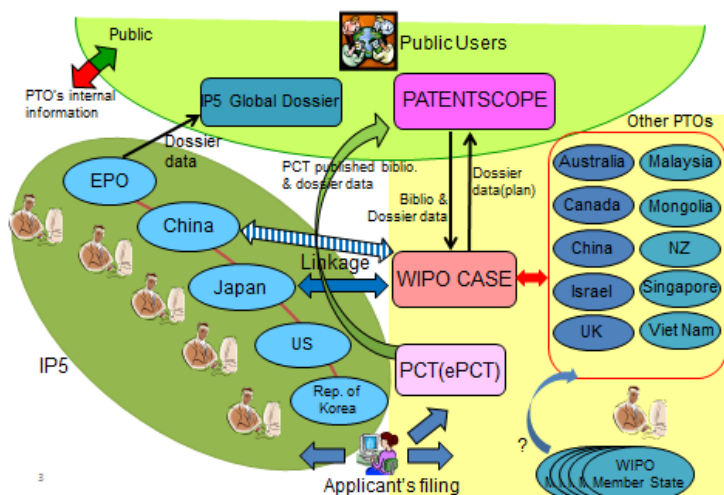 Public
Public Users
PTO's internal
information
IP5 Global Dossier
PATENTSCOPE
Other PTOs
Dossier
data
PCT published biblio.
& dossier data
Biblio &
Dossier data
Dossier
data(plan)
EPO
China
Japan
US
Rep. of
Korea
IP5
Linkage
WIPO CASE
PCT(ePCT)
Australia
Malaysia
Canada
Mongolia
China
NZ
Israel
Singapore
UK
Viet Nam
?
WIPO
Member State
Applicant's filing
3